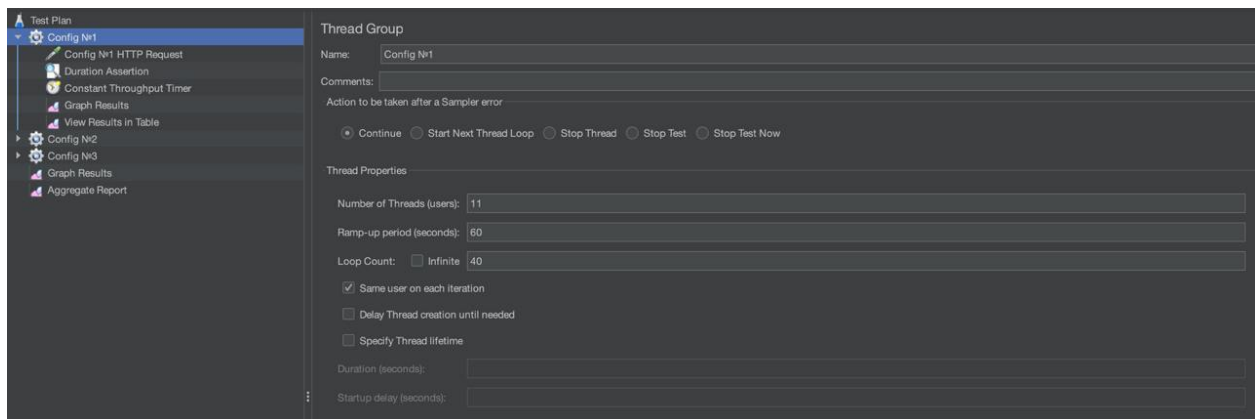 Test Plan
Config №1
Config №1 HTTP Request
Duration Assertion
Constant Throughput Timer
Graph Results
View Results in Table
Config №2
Config №3
Graph Results
Aggregate Report
Thread Group
Name: Config №1
Comments:
Action to be taken after a Sampler error
Continue Start Next Thread Loop Stop Thread Stop Test Stop Test Now
Thread Properties
Number of Threads (users): 11
Ramp-up period (seconds): 60
Loop Count: Infinite 40
Same user on each iteration
Delay Thread creation until needed
Specify Thread lifetime
Duration (seconds):
Startup delay (seconds):